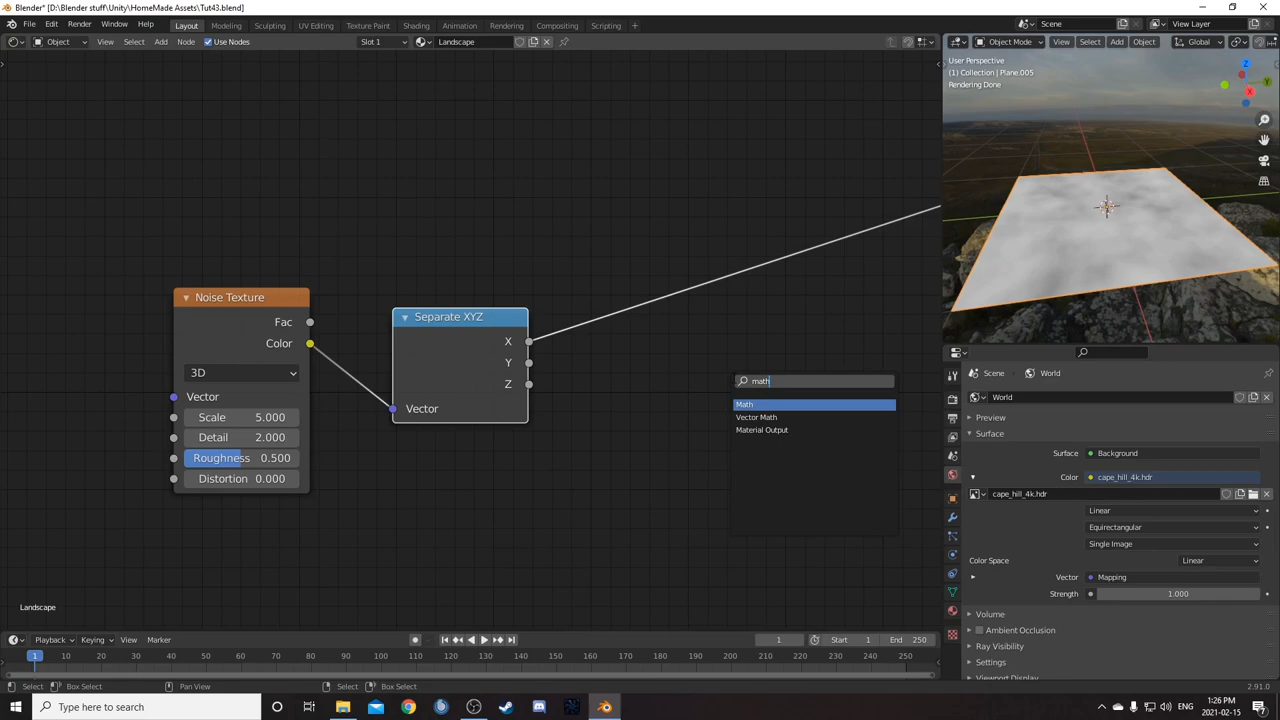 Blender* [D:\Blender stuff\Unity\HomeMade Assets\Tut43.blend]
File Edit Render Window Help Layout Modeling Sculpting UV Editing Texture Paint Shading Animation Rendering Compositing Scripting + Scene View Layer
Object View Select Add Node Use Nodes Slot 1 Landscape Object Mode View Select Add Object Global
User Perspective
(1) Collection | Plane.005
Rendering Done
Z
Y
X
Noise Texture
Fac
Color
3D
Vector
Scale 5.000
Detail 2.000
Roughness 0.500
Distortion 0.000
Separate XYZ
X
Y
Z
Vector
math
Math
Vector Math
Material Output
Landscape
Scene World
World
Preview
Surface
Surface Background
Color cape_hill_4k.hdr
cape_hill_4k.hdr
Linear
Equirectangular
Single Image
Color Space Linear
Vector Mapping
Strength 1.000
Volume
Ambient Occlusion
Ray Visibility
Settings
Viewport Display
Playback Keying View Marker 1 Start 1 End 250
1 10 20 30 40 50 60 70 80 90 100 110 120 130 140 150 160 170 180 190 200 210 220 230 240 250
Select Box Select Pan View Select Box Select 2.91.0
Type here to search ENG 1:26 PM 2021-02-15